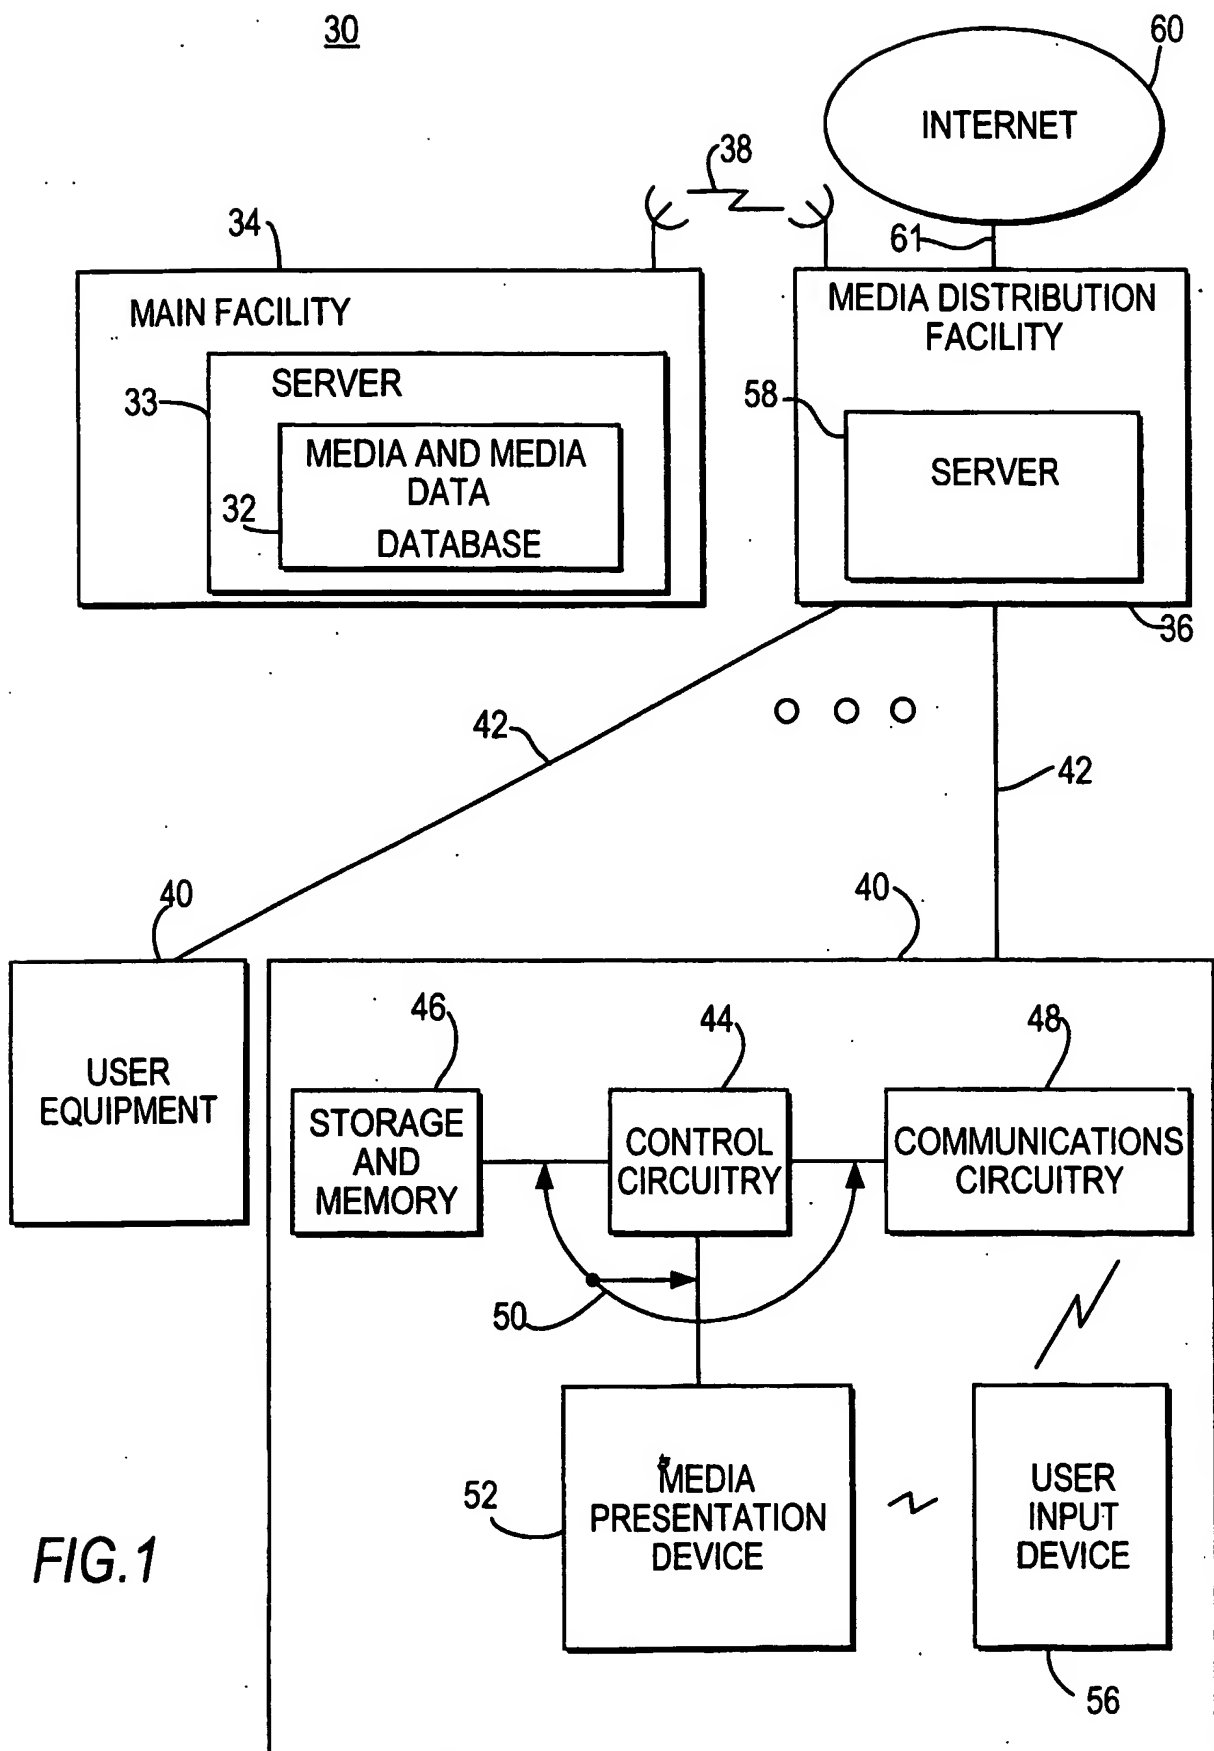 30
60
INTERNET
38
34
61
MAIN FACILITY
MEDIA DISTRIBUTION
FACILITY
SERVER
33
58
MEDIA AND MEDIA
DATA
DATABASE
32
SERVER
36
42
42
40
40
USER
EQUIPMENT
46
44
48
STORAGE
AND
MEMORY
CONTROL
CIRCUITRY
COMMUNICATIONS
CIRCUITRY
50
52
MEDIA
PRESENTATION
DEVICE
USER
INPUT
DEVICE
56
FIG.1